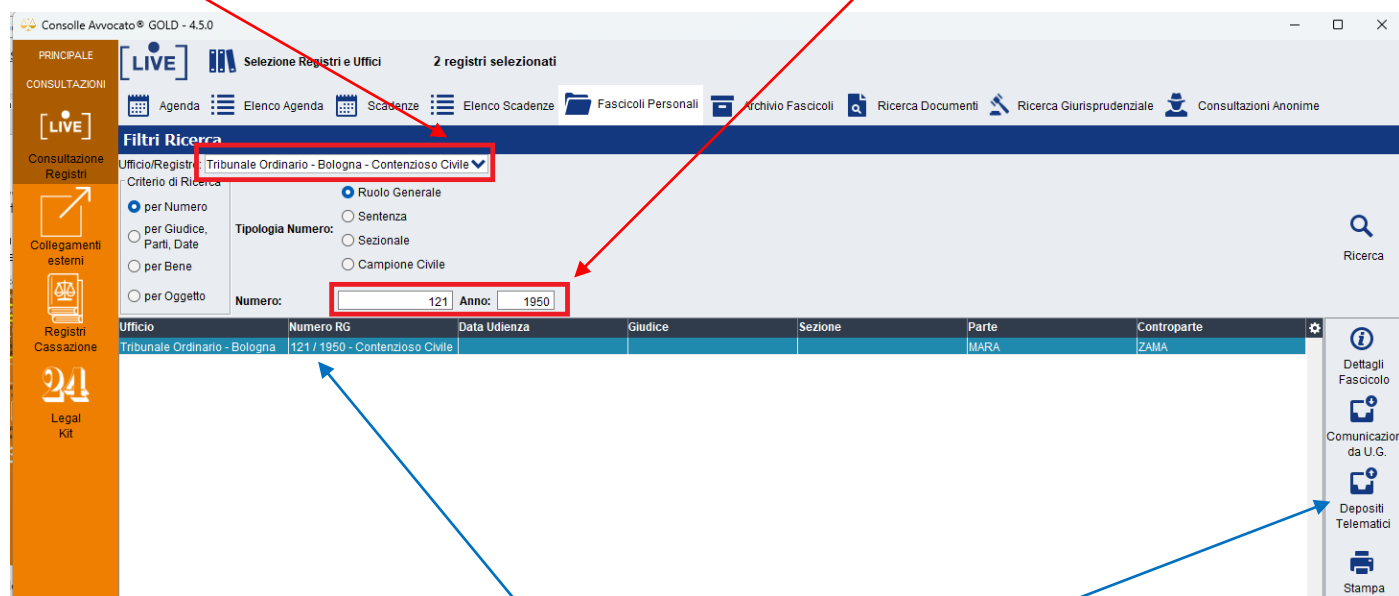 Consolle Avvocato® GOLD - 4.5.0
PRINCIPALE
CONSULTAZIONI
[LIVE]
Consultazione
Registri
Collegamenti
esterni
Registri
Cassazione
24
Legal
Kit
[LIVE] Selezione Registri e Uffici 2 registri selezionati
Agenda Elenco Agenda Scadenze Elenco Scadenze Fascicoli Personali Archivio Fascicoli Ricerca Documenti Ricerca Giurisprudenziale Consultazioni Anonime
Filtri Ricerca
Ufficio/Registro: Tribunale Ordinario - Bologna - Contenzioso Civile
Criterio di Ricerca
per Numero
per Giudice,
Parti, Date
per Bene
per Oggetto
Tipologia Numero:
Ruolo Generale
Sentenza
Sezionale
Campione Civile
Numero: 121 Anno: 1950
Ricerca
Ufficio Numero RG Data Udienza Giudice Sezione Parte Controparte
Tribunale Ordinario - Bologna 121 / 1950 - Contenzioso Civile MARA ZAMA
Dettagli
Fascicolo
Comunicazion
da U.G.
Depositi
Telematici
Stampa